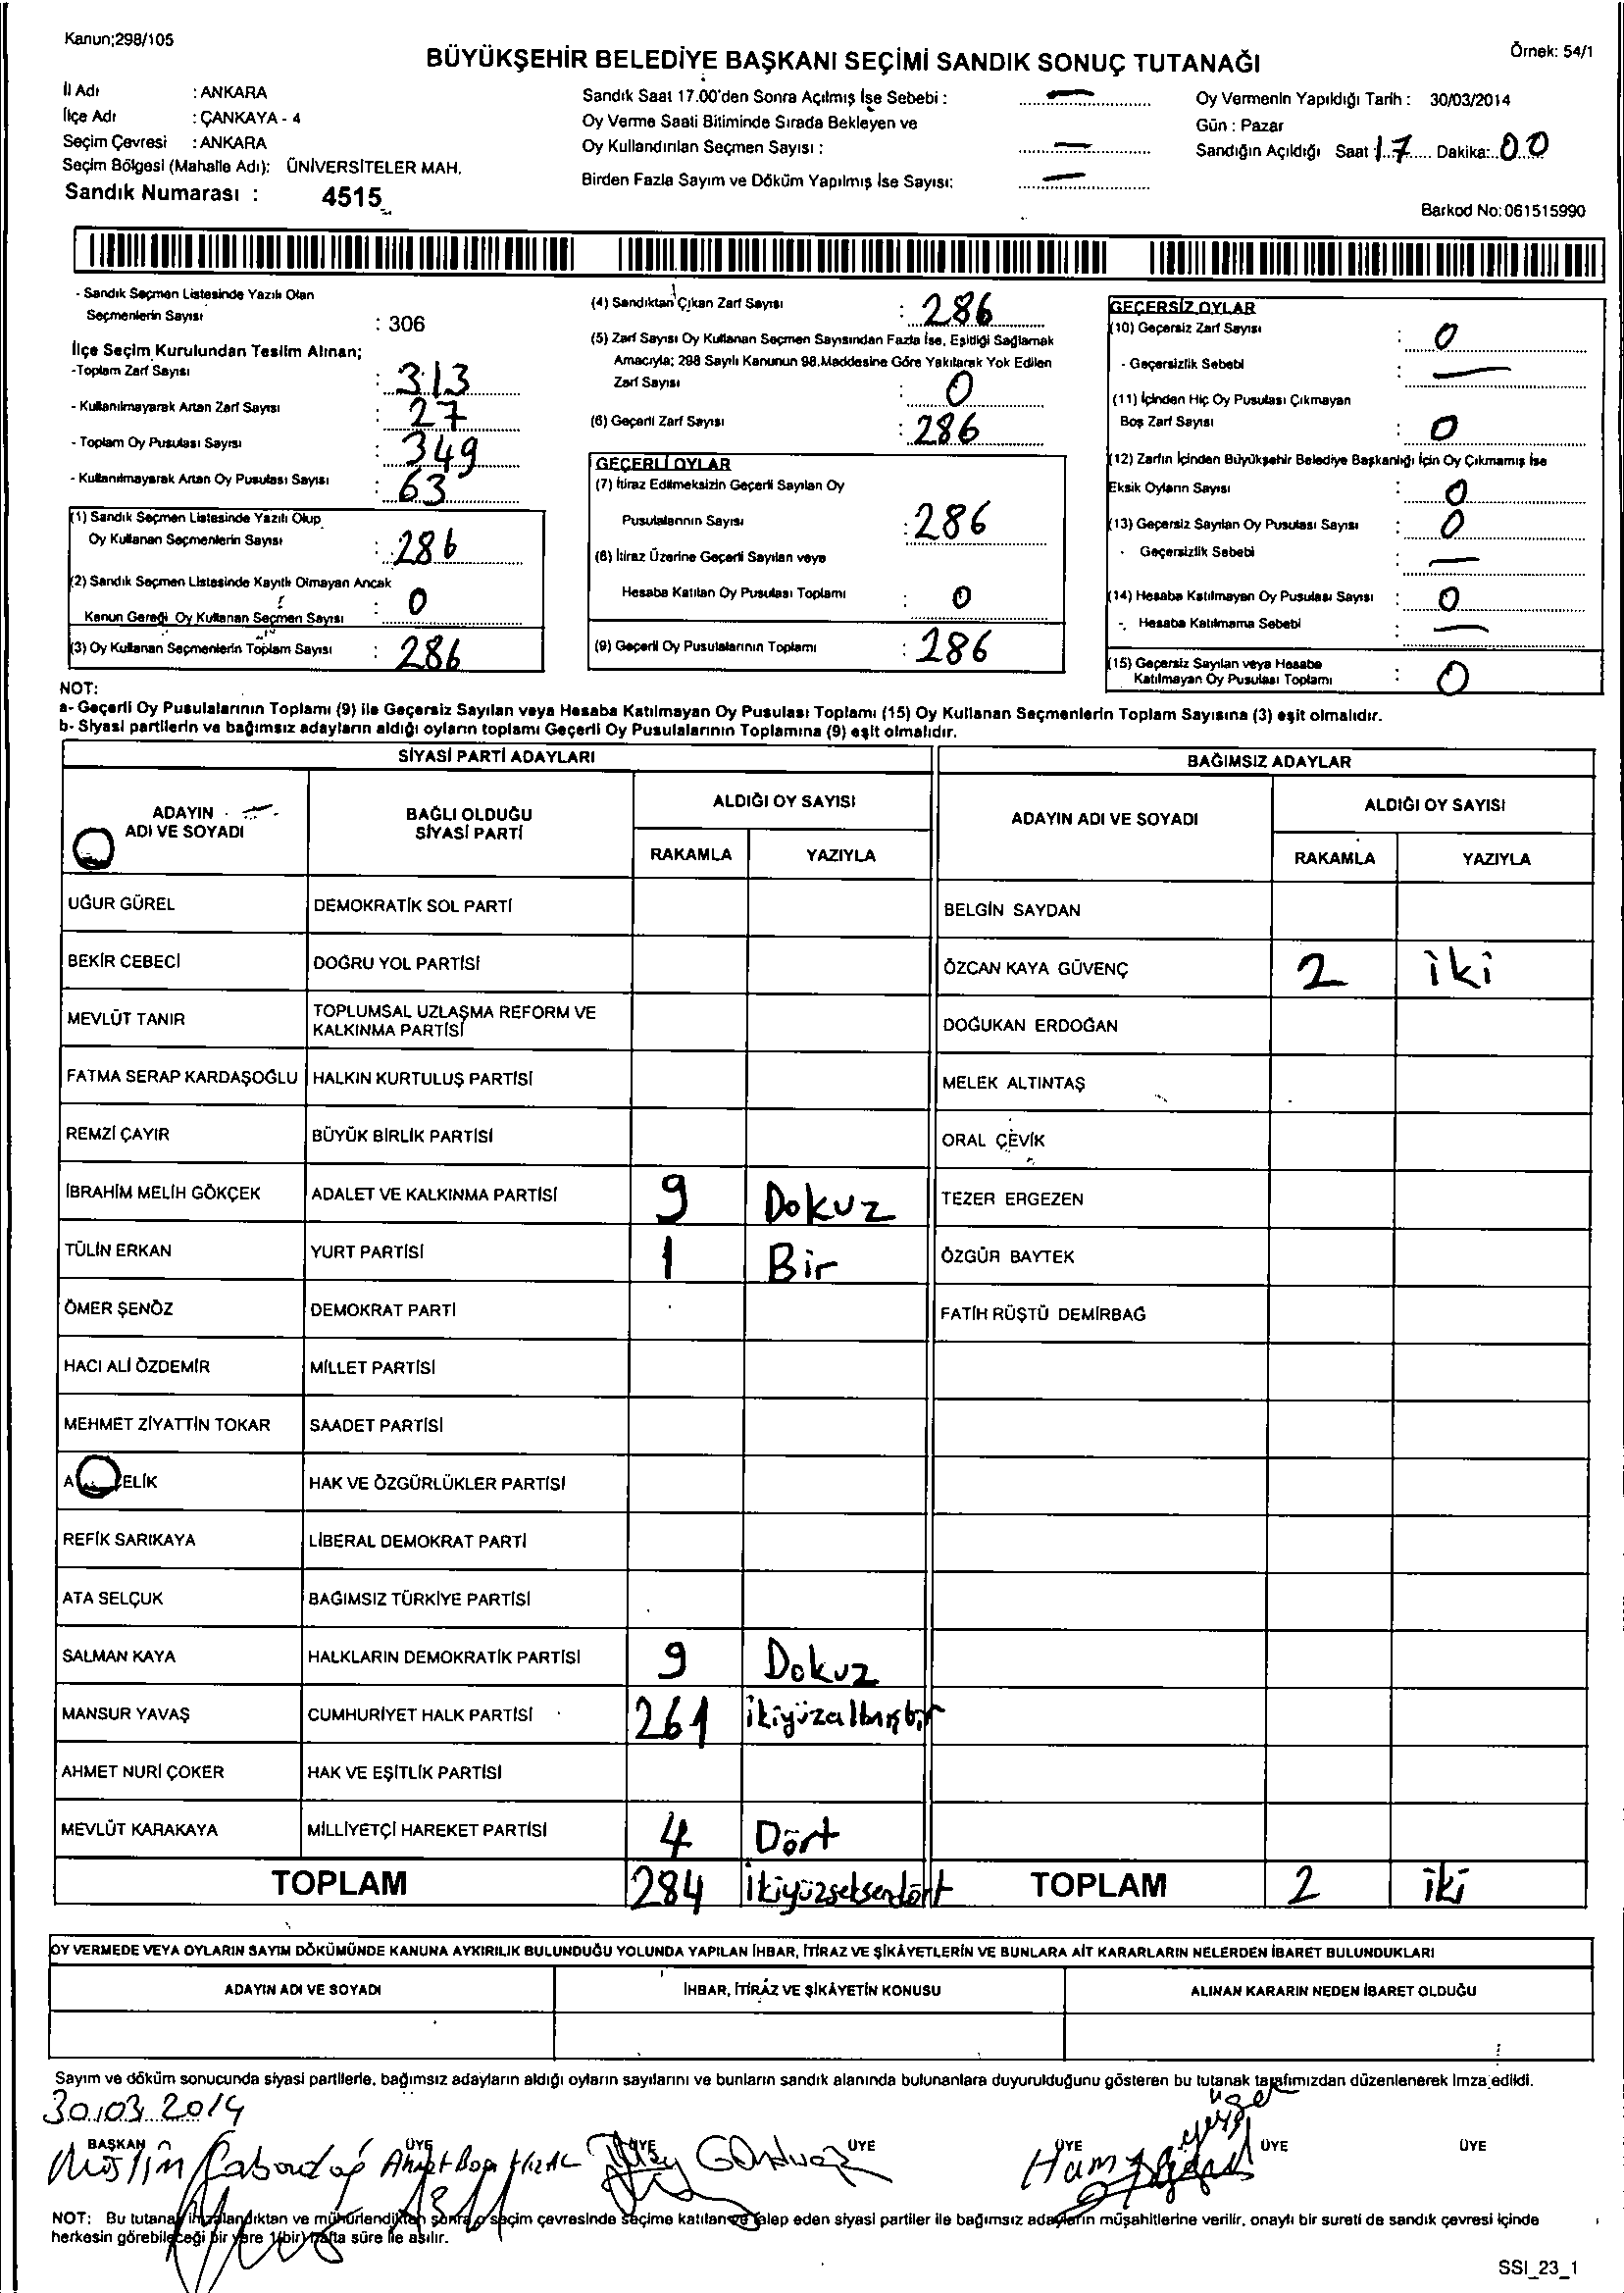 Kanun;298/105
Örnek: 54/1
BÜYÜKŞEHİR BELEDİYE BAŞKANI SEÇİMİ SANDIK SONUÇ TUTANAĞI
İl Adı : ANKARA
İlçe Adı : ÇANKAYA - 4
Seçim Çevresi : ANKARA
Seçim Bölgesi (Mahalle Adı): ÜNİVERSİTELER MAH.
Sandık Numarası : 4515
Sandık Saat 17.00'den Sonra Açılmış İse Sebebi : —
Oy Verme Saati Bitiminde Sırada Bekleyen ve
Oy Kullandırılan Seçmen Sayısı : —
Birden Fazla Sayım ve Döküm Yapılmış İse Sayısı: —
Oy Vermenin Yapıldığı Tarih : 30/03/2014
Gün : Pazar
Sandığın Açıldığı Saat : 17 Dakika: 00
Barkod No:061515990
- Sandık Seçmen Listesinde Yazılı Olan
Seçmenlerin Sayısı : 306
İlçe Seçim Kurulundan Teslim Alınan;
-Toplam Zarf Sayısı : 313
- Kullanılmayarak Artan Zarf Sayısı : 27
- Toplam Oy Pusulası Sayısı : 349
- Kullanılmayarak Artan Oy Pusulası Sayısı : 63
(1) Sandık Seçmen Listesinde Yazılı Olup
Oy Kullanan Seçmenlerin Sayısı : 286
(2) Sandık Seçmen Listesinde Kayıtlı Olmayan Ancak
Kanun Gereği Oy Kullanan Seçmen Sayısı : 0
(3) Oy Kullanan Seçmenlerin Toplam Sayısı : 286
(4) Sandıktan Çıkan Zarf Sayısı : 286
(5) Zarf Sayısı Oy Kullanan Seçmen Sayısından Fazla İse, Eşitliği Sağlamak
Amacıyla; 298 Sayılı Kanunun 98.Maddesine Göre Yakılarak Yok Edilen
Zarf Sayısı : 0
(6) Geçerli Zarf Sayısı : 286
GEÇERLİ OYLAR
(7) İtiraz Edilmeksizin Geçerli Sayılan Oy
Pusulalarının Sayısı : 286
(8) İtiraz Üzerine Geçerli Sayılan veya
Hesaba Katılan Oy Pusulası Toplamı : 0
(9) Geçerli Oy Pusulalarının Toplamı : 286
GEÇERSİZ OYLAR
(10) Geçersiz Zarf Sayısı : 0
- Geçersizlik Sebebi : —
(11) İçinden Hiç Oy Pusulası Çıkmayan
Boş Zarf Sayısı : 0
(12) Zarfın İçinden Büyükşehir Belediye Başkanlığı İçin Oy Çıkmamış İse
Eksik Oyların Sayısı : 0
(13) Geçersiz Sayılan Oy Pusulası Sayısı : 0
- Geçersizlik Sebebi : —
(14) Hesaba Katılmayan Oy Pusulası Sayısı : 0
- Hesaba Katılmama Sebebi : —
(15) Geçersiz Sayılan veya Hesaba
Katılmayan Oy Pusulası Toplamı : 0
NOT:
a- Geçerli Oy Pusulalarının Toplamı (9) ile Geçersiz Sayılan veya Hesaba Katılmayan Oy Pusulası Toplamı (15) Oy Kullanan Seçmenlerin Toplam Sayısına (3) eşit olmalıdır.
b- Siyasi partilerin ve bağımsız adayların aldığı oyların toplamı Geçerli Oy Pusulalarının Toplamına (9) eşit olmalıdır.
SİYASİ PARTİ ADAYLARI
ADAYIN ADI VE SOYADI BAĞLI OLDUĞU SİYASİ PARTİ ALDIĞI OY SAYISI
RAKAMLA YAZIYLA
UĞUR GÜREL DEMOKRATİK SOL PARTİ
BEKİR CEBECİ DOĞRU YOL PARTİSİ
MEVLÜT TANIR TOPLUMSAL UZLAŞMA REFORM VE KALKINMA PARTİSİ
FATMA SERAP KARDAŞOĞLU HALKIN KURTULUŞ PARTİSİ
REMZİ ÇAYIR BÜYÜK BİRLİK PARTİSİ
İBRAHİM MELİH GÖKÇEK ADALET VE KALKINMA PARTİSİ 9 Dokuz
TÜLİN ERKAN YURT PARTİSİ 1 Bir
ÖMER ŞENÖZ DEMOKRAT PARTİ
HACI ALİ ÖZDEMİR MİLLET PARTİSİ
MEHMET ZİYATTİN TOKAR SAADET PARTİSİ
A ELİK HAK VE ÖZGÜRLÜKLER PARTİSİ
REFİK SARIKAYA LİBERAL DEMOKRAT PARTİ
ATA SELÇUK BAĞIMSIZ TÜRKİYE PARTİSİ
SALMAN KAYA HALKLARIN DEMOKRATİK PARTİSİ 9 Dokuz
MANSUR YAVAŞ CUMHURİYET HALK PARTİSİ 261 ikiyüzaltmışbir
AHMET NURİ ÇOKER HAK VE EŞİTLİK PARTİSİ
MEVLÜT KARAKAYA MİLLİYETÇİ HAREKET PARTİSİ 4 Dört
TOPLAM 284 ikiyüzseksendört
BAĞIMSIZ ADAYLAR
ADAYIN ADI VE SOYADI ALDIĞI OY SAYISI
RAKAMLA YAZIYLA
BELGİN SAYDAN
ÖZCAN KAYA GÜVENÇ 2 iki
DOĞUKAN ERDOĞAN
MELEK ALTINTAŞ
ORAL ÇEVİK
TEZER ERGEZEN
ÖZGÜR BAYTEK
FATİH RÜŞTÜ DEMİRBAĞ
TOPLAM 2 iki
OY VERMEDE VEYA OYLARIN SAYIM DÖKÜMÜNDE KANUNA AYKIRILIK BULUNDUĞU YOLUNDA YAPILAN İHBAR, İTİRAZ VE ŞİKÂYETLERİN VE BUNLARA AİT KARARLARIN NELERDEN İBARET BULUNDUKLARI
ADAYIN ADI VE SOYADI İHBAR, İTİRAZ VE ŞİKÂYETİN KONUSU ALINAN KARARIN NEDEN İBARET OLDUĞU
Sayım ve döküm sonucunda siyasi partilerle, bağımsız adayların aldığı oyların sayılarını ve bunların sandık alanında bulunanlara duyurulduğunu gösteren bu tutanak tarafımızdan düzenlenerek imza edildi.
30.03.2014
BAŞKAN ÜYE ÜYE ÜYE ÜYE ÜYE ÜYE
NOT: Bu tutanak imzalandıktan ve mühürlendikten sonra o seçim çevresinde seçime katılan ve talep eden siyasi partiler ile bağımsız adayların müşahitlerine verilir, onaylı bir sureti de sandık çevresi içinde
herkesin görebileceği bir yere 1(bir) hafta süre ile asılır.
SSI_23_1